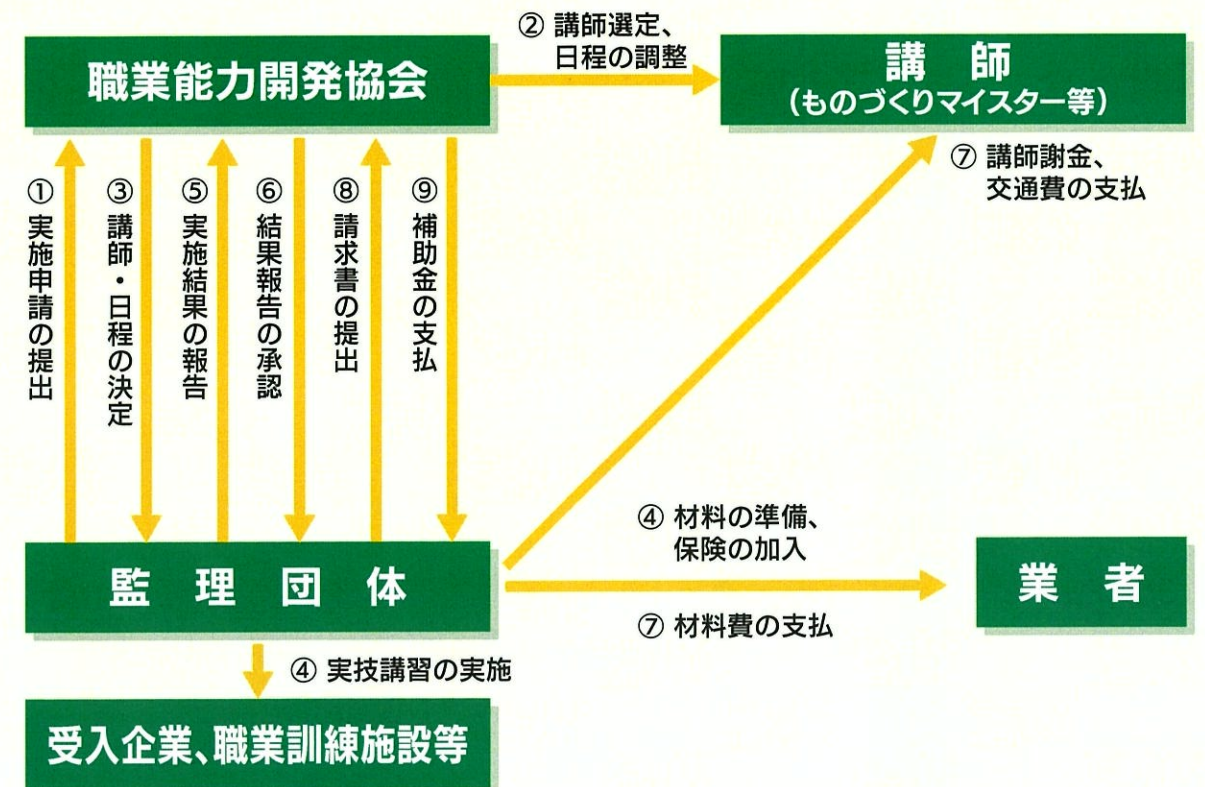 ② 講師選定、
日程の調整
職業能力開発協会
講　師
(ものづくりマイスター等)
⑦ 講師謝金、
交通費の支払
① 実施申請の提出
③ 講師・日程の決定
⑤ 実施結果の報告
⑥ 結果報告の承認
⑧ 請求書の提出
⑨ 補助金の支払
④ 材料の準備、
保険の加入
監　理　団　体
業　者
⑦ 材料費の支払
④ 実技講習の実施
受入企業、職業訓練施設等